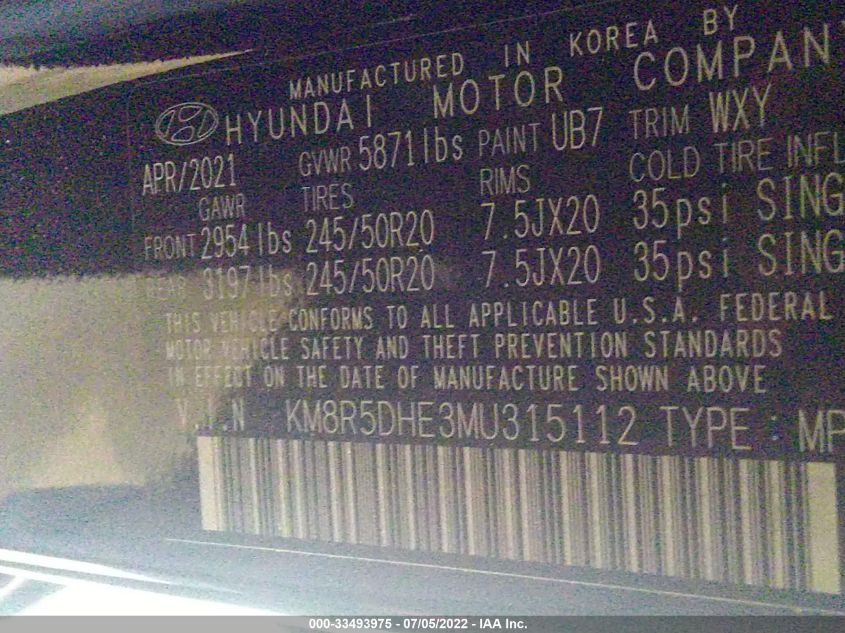 MANUFACTURED IN KOREA BY
HYUNDAI MOTOR COMPANY
APR/2021 GVWR 5871lbs PAINT UB7 TRIM WXY
GAWR TIRES RIMS COLD TIRE INFL
FRONT 2954lbs 245/50R20 7.5JX20 35psi SING
REAR 3197lbs 245/50R20 7.5JX20 35psi SING
THIS VEHICLE CONFORMS TO ALL APPLICABLE U.S.A. FEDERAL
MOTOR VEHICLE SAFETY AND THEFT PREVENTION STANDARDS
IN EFFECT ON THE DATE OF MANUFACTURE SHOWN ABOVE
V.I.N KM8R5DHE3MU315112 TYPE : MP
000-33493975 - 07/05/2022 - IAA Inc.